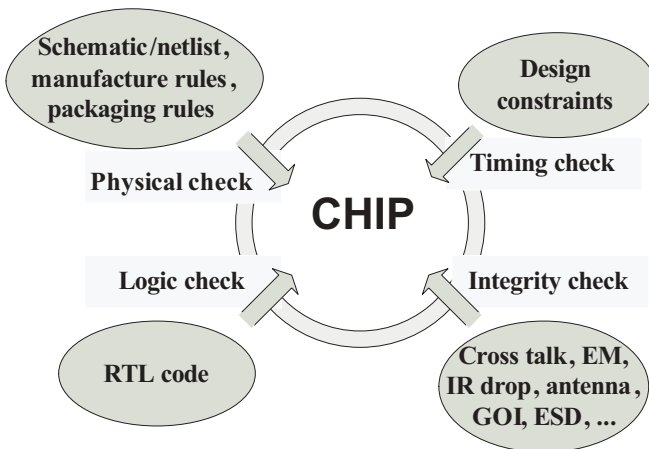 Schematic/netlist,
manufacture rules,
packaging rules
Design
constraints
Physical check
Timing check
CHIP
Logic check
Integrity check
RTL code
Cross talk, EM,
IR drop, antenna,
GOI, ESD, ...